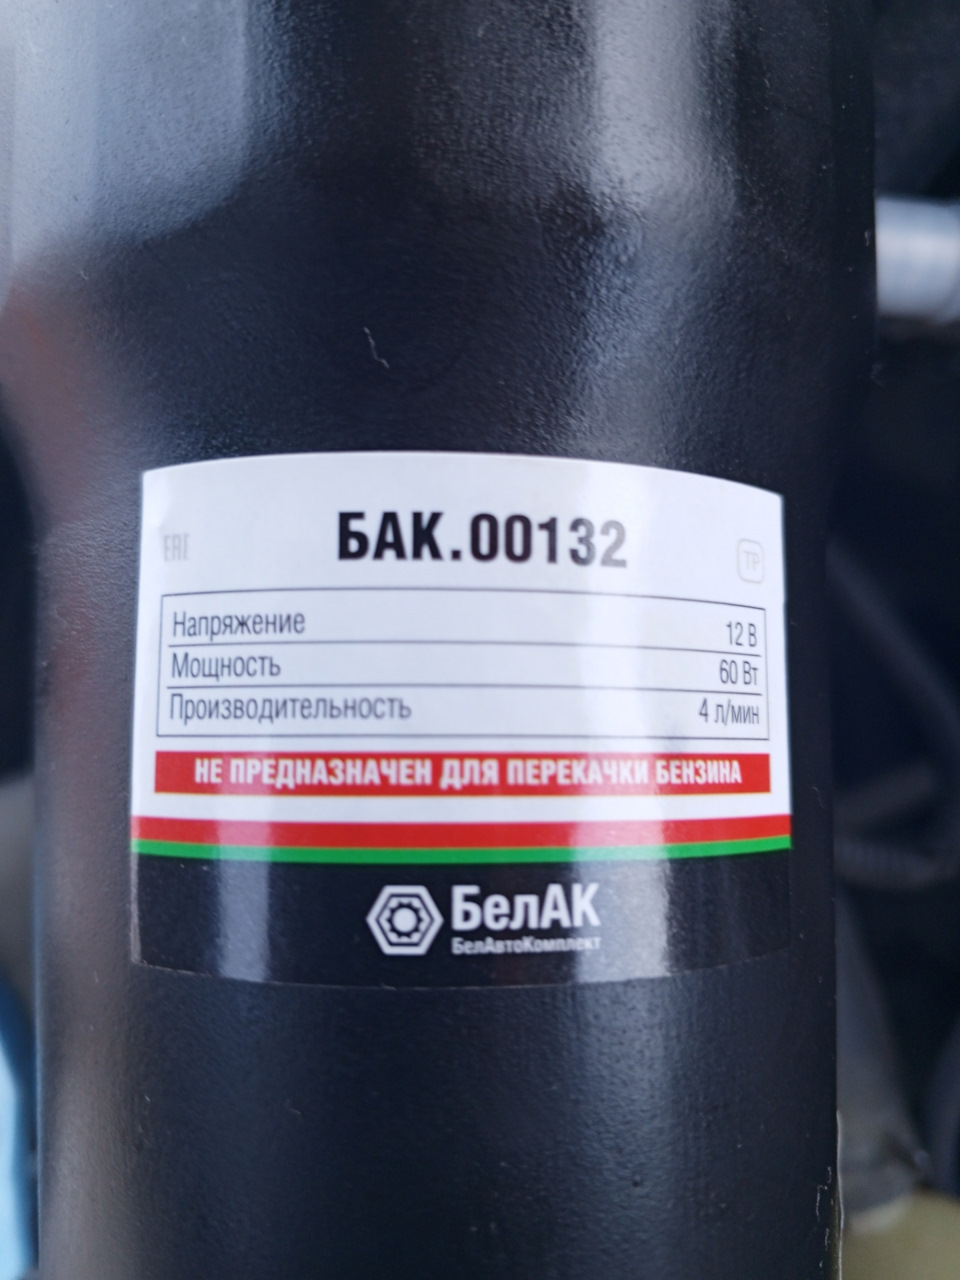 БАК.00132
EAC
ТР
Напряжение 12 В
Мощность 60 Вт
Производительность 4 л/мин
НЕ ПРЕДНАЗНАЧЕН ДЛЯ ПЕРЕКАЧКИ БЕНЗИНА
БелАК
БелАвтоКомплект